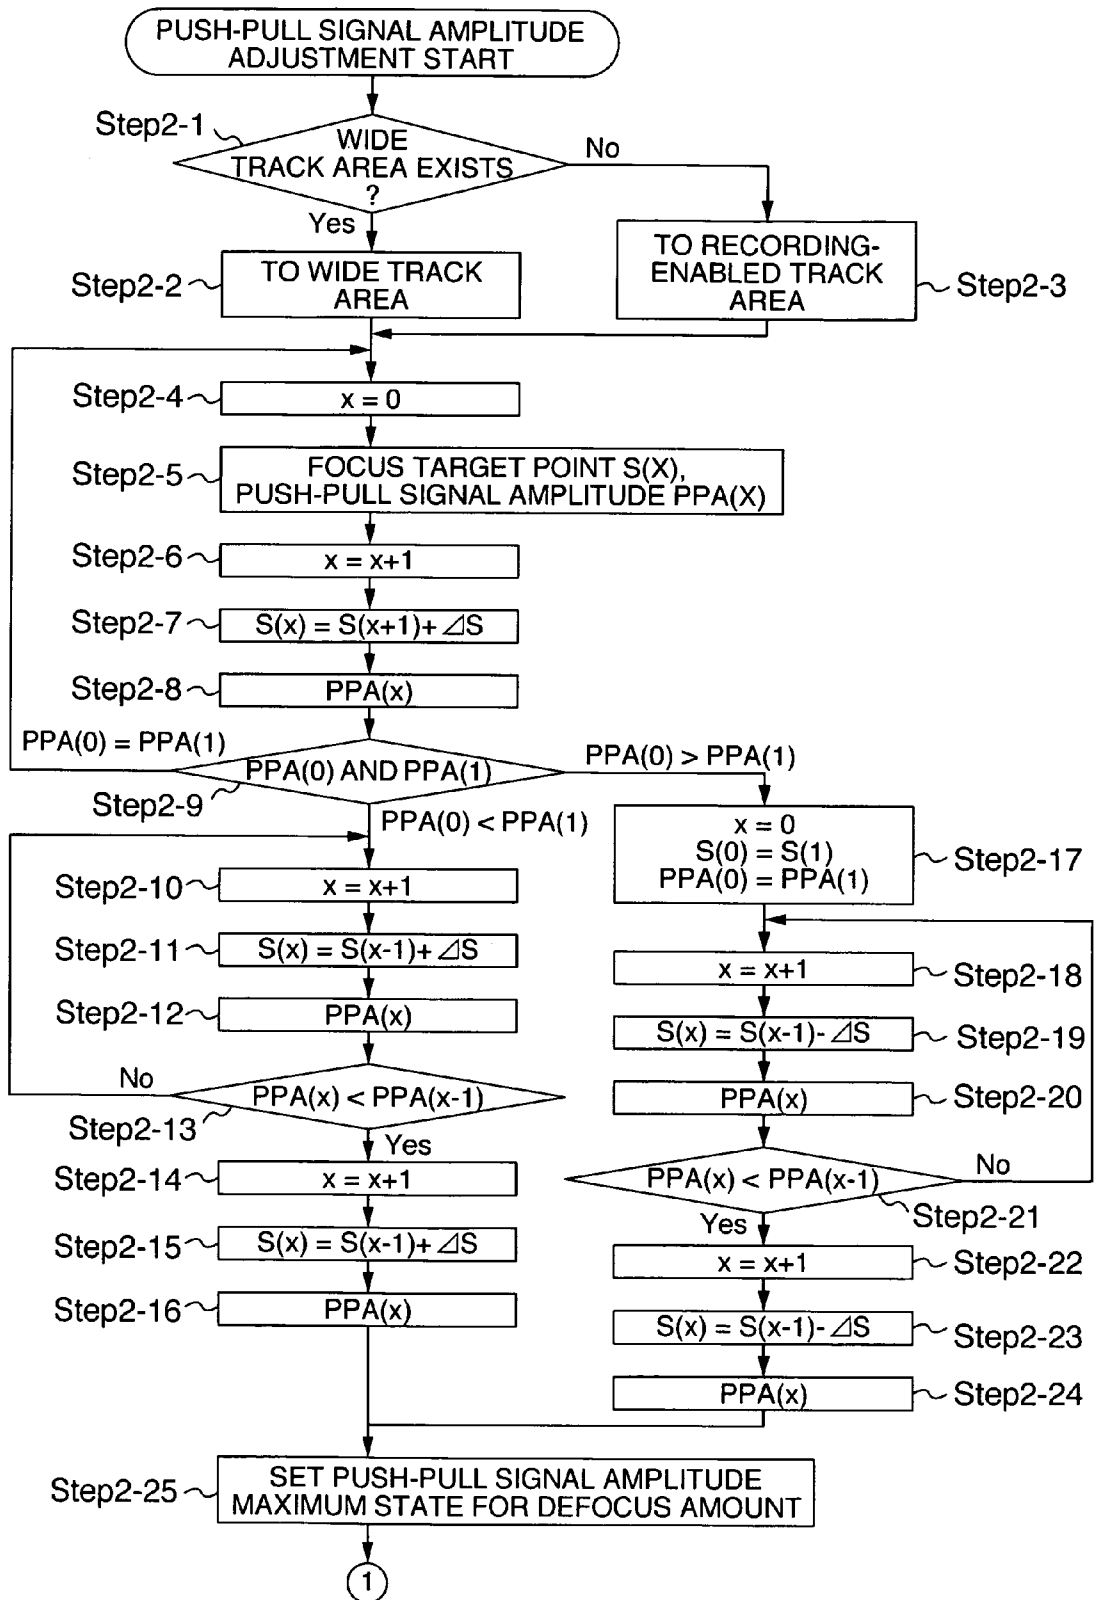 PUSH-PULL SIGNAL AMPLITUDE
ADJUSTMENT START
Step2-1
WIDE
TRACK AREA EXISTS
?
No
Yes
Step2-2
TO WIDE TRACK
AREA
TO RECORDING-
ENABLED TRACK
AREA
Step2-3
Step2-4
x = 0
Step2-5
FOCUS TARGET POINT S(X),
PUSH-PULL SIGNAL AMPLITUDE PPA(X)
Step2-6
x = x+1
Step2-7
S(x) = S(x+1)+ ⊿S
Step2-8
PPA(x)
PPA(0) = PPA(1)
PPA(0) AND PPA(1)
PPA(0) > PPA(1)
Step2-9
PPA(0) < PPA(1)
Step2-10
x = x+1
Step2-11
S(x) = S(x-1)+ ⊿S
Step2-12
PPA(x)
No
PPA(x) < PPA(x-1)
Step2-13
Yes
Step2-14
x = x+1
Step2-15
S(x) = S(x-1)+ ⊿S
Step2-16
PPA(x)
x = 0
S(0) = S(1)
PPA(0) = PPA(1)
Step2-17
x = x+1
Step2-18
S(x) = S(x-1)- ⊿S
Step2-19
PPA(x)
Step2-20
PPA(x) < PPA(x-1)
No
Step2-21
Yes
x = x+1
Step2-22
S(x) = S(x-1)- ⊿S
Step2-23
PPA(x)
Step2-24
Step2-25
SET PUSH-PULL SIGNAL AMPLITUDE
MAXIMUM STATE FOR DEFOCUS AMOUNT
1